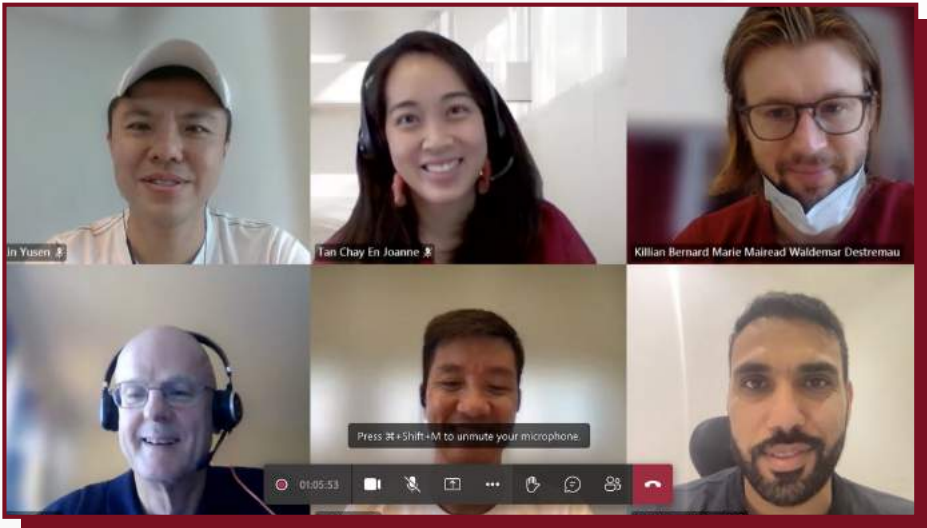 in Yusen
Tan Chay En Joanne
Killian Bernard Marie Mairead Waldemar Destremau
Press ⌘+Shift+M to unmute your microphone.
01:05:53